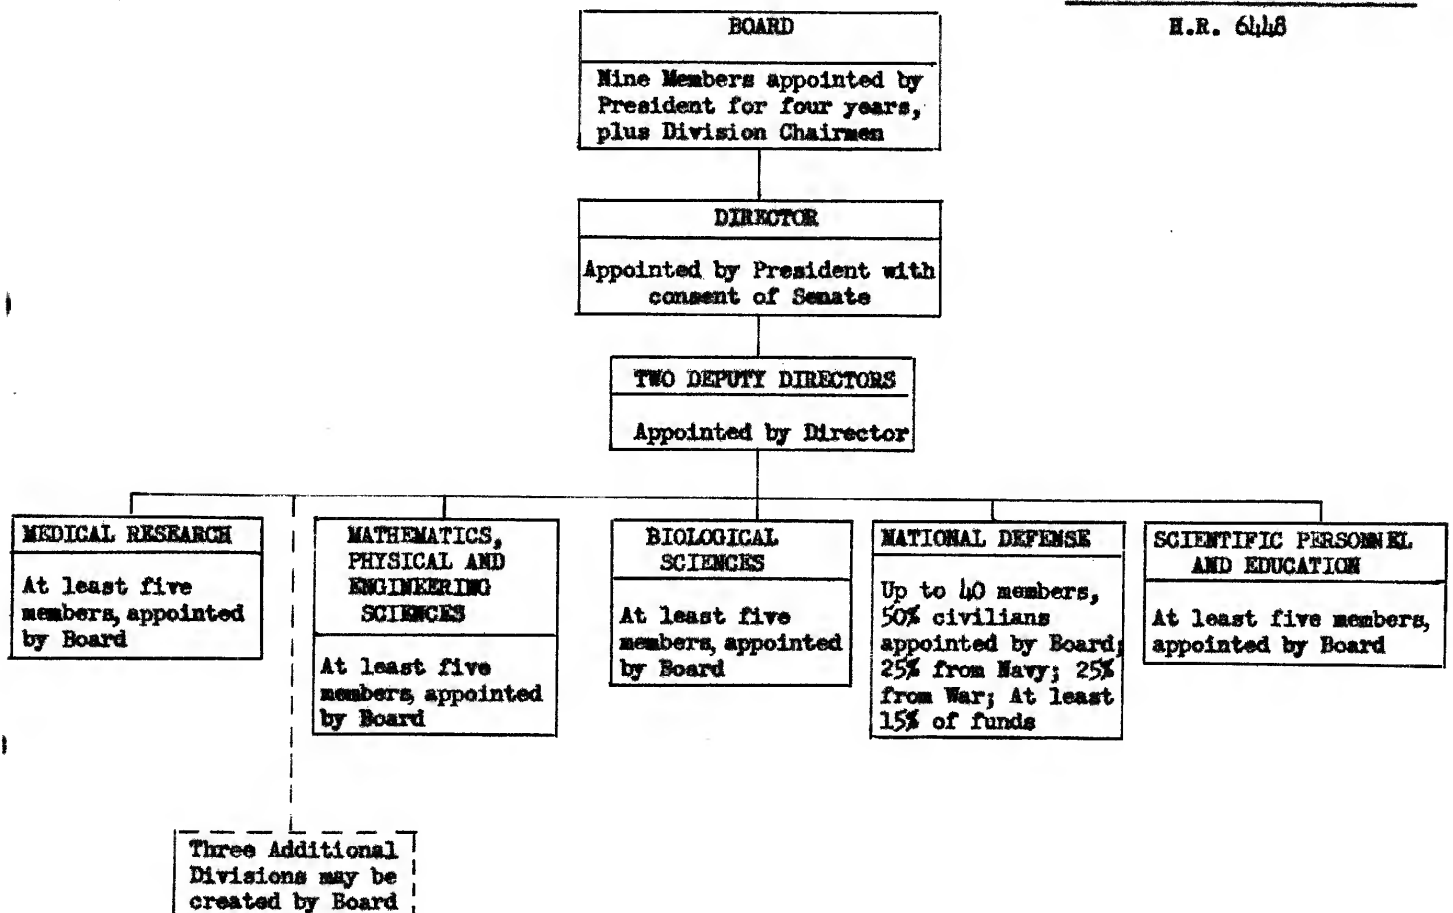 H.R. 6448
BOARD
Nine Members appointed by
President for four years,
plus Division Chairmen
DIRECTOR
Appointed by President with
consent of Senate
TWO DEPUTY DIRECTORS
Appointed by Director
MEDICAL RESEARCH
At least five
members, appointed
by Board
MATHEMATICS,
PHYSICAL AND
ENGINEERING
SCIENCES
At least five
members, appointed
by Board
BIOLOGICAL
SCIENCES
At least five
members, appointed
by Board
NATIONAL DEFENSE
Up to 40 members,
50% civilians
appointed by Board;
25% from Navy; 25%
from War; At least
15% of funds
SCIENTIFIC PERSONNEL
AND EDUCATION
At least five members,
appointed by Board
Three Additional
Divisions may be
created by Board